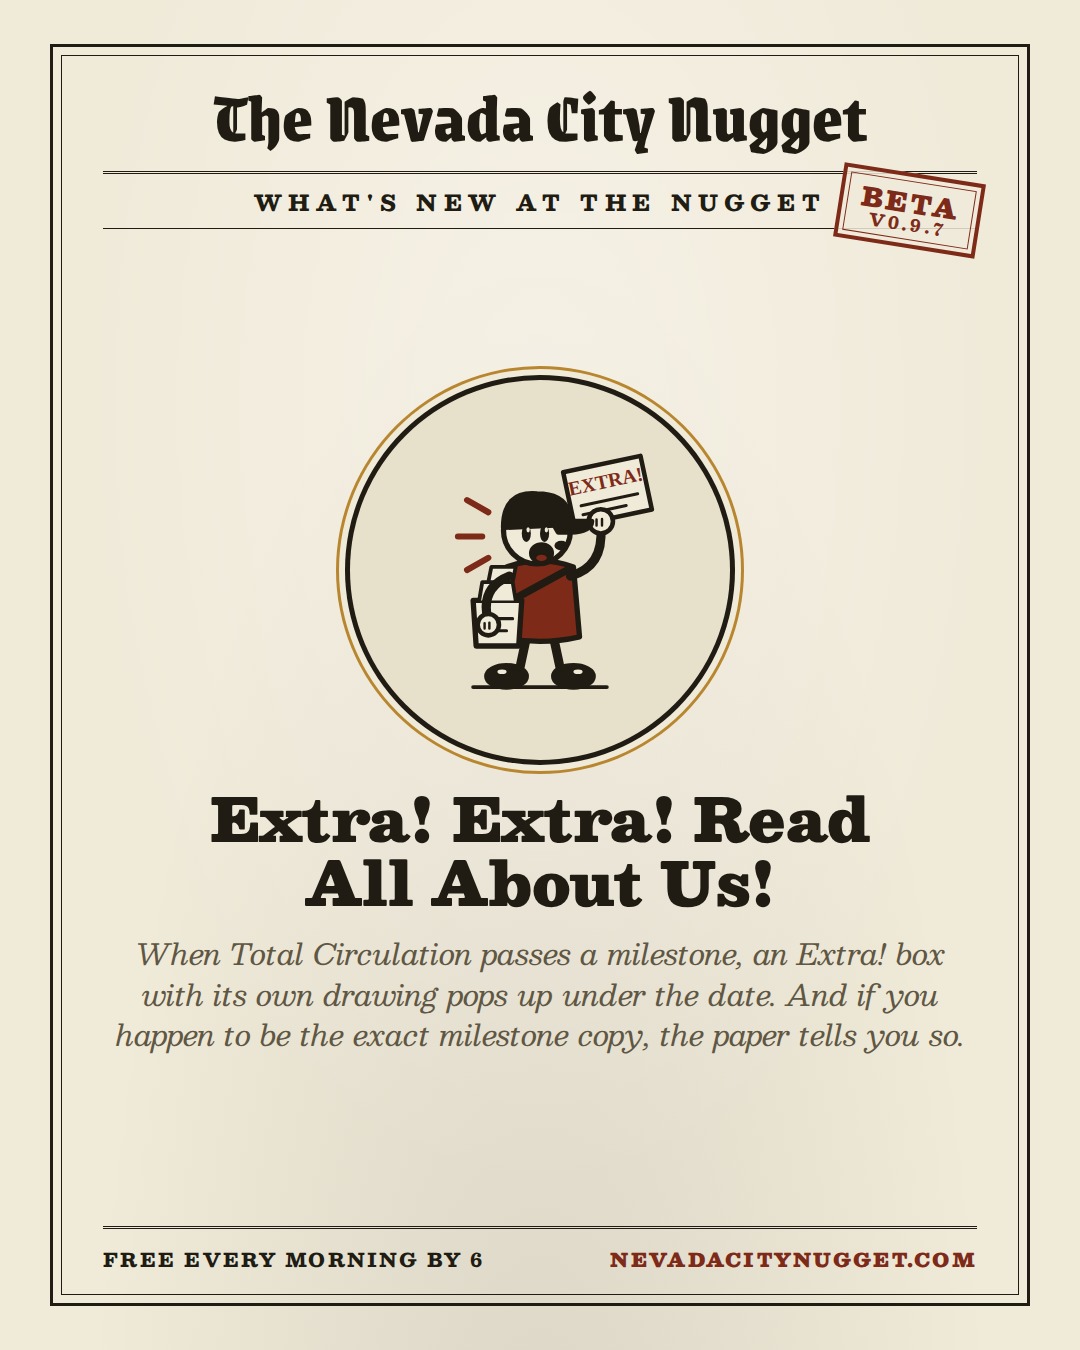 The Nevada City Nugget
WHAT'S NEW AT THE NUGGET
BETA
V0.9.7
EXTRA!
Extra! Extra! Read
All About Us!
When Total Circulation passes a milestone, an Extra! box
with its own drawing pops up under the date. And if you
happen to be the exact milestone copy, the paper tells you so.
FREE EVERY MORNING BY 6
NEVADACITYNUGGET.COM